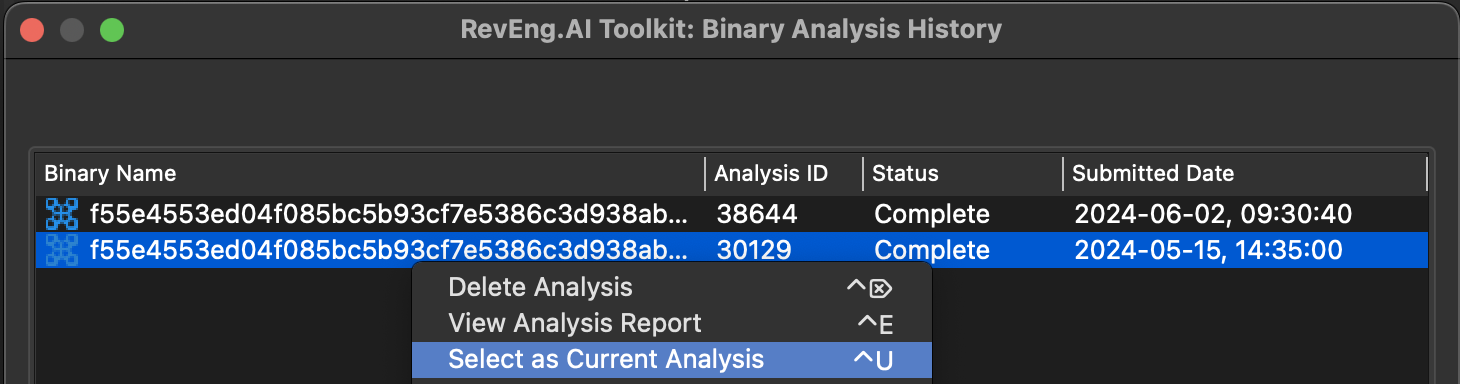 RevEng.AI Toolkit: Binary Analysis History
Binary Name Analysis ID Status Submitted Date
f55e4553ed04f085bc5b93cf7e5386c3d938ab... 38644 Complete 2024-06-02, 09:30:40
f55e4553ed04f085bc5b93cf7e5386c3d938ab... 30129 Complete 2024-05-15, 14:35:00
Delete Analysis ^⌦
View Analysis Report ^E
Select as Current Analysis ^U